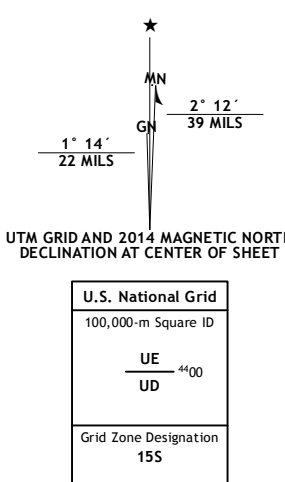 ★
MN
GN
2° 12´
39 MILS
1° 14´
22 MILS
UTM GRID AND 2014 MAGNETIC NORT
DECLINATION AT CENTER OF SHEET
U.S. National Grid
100,000-m Square ID
UE
4400
UD
Grid Zone Designation
15S